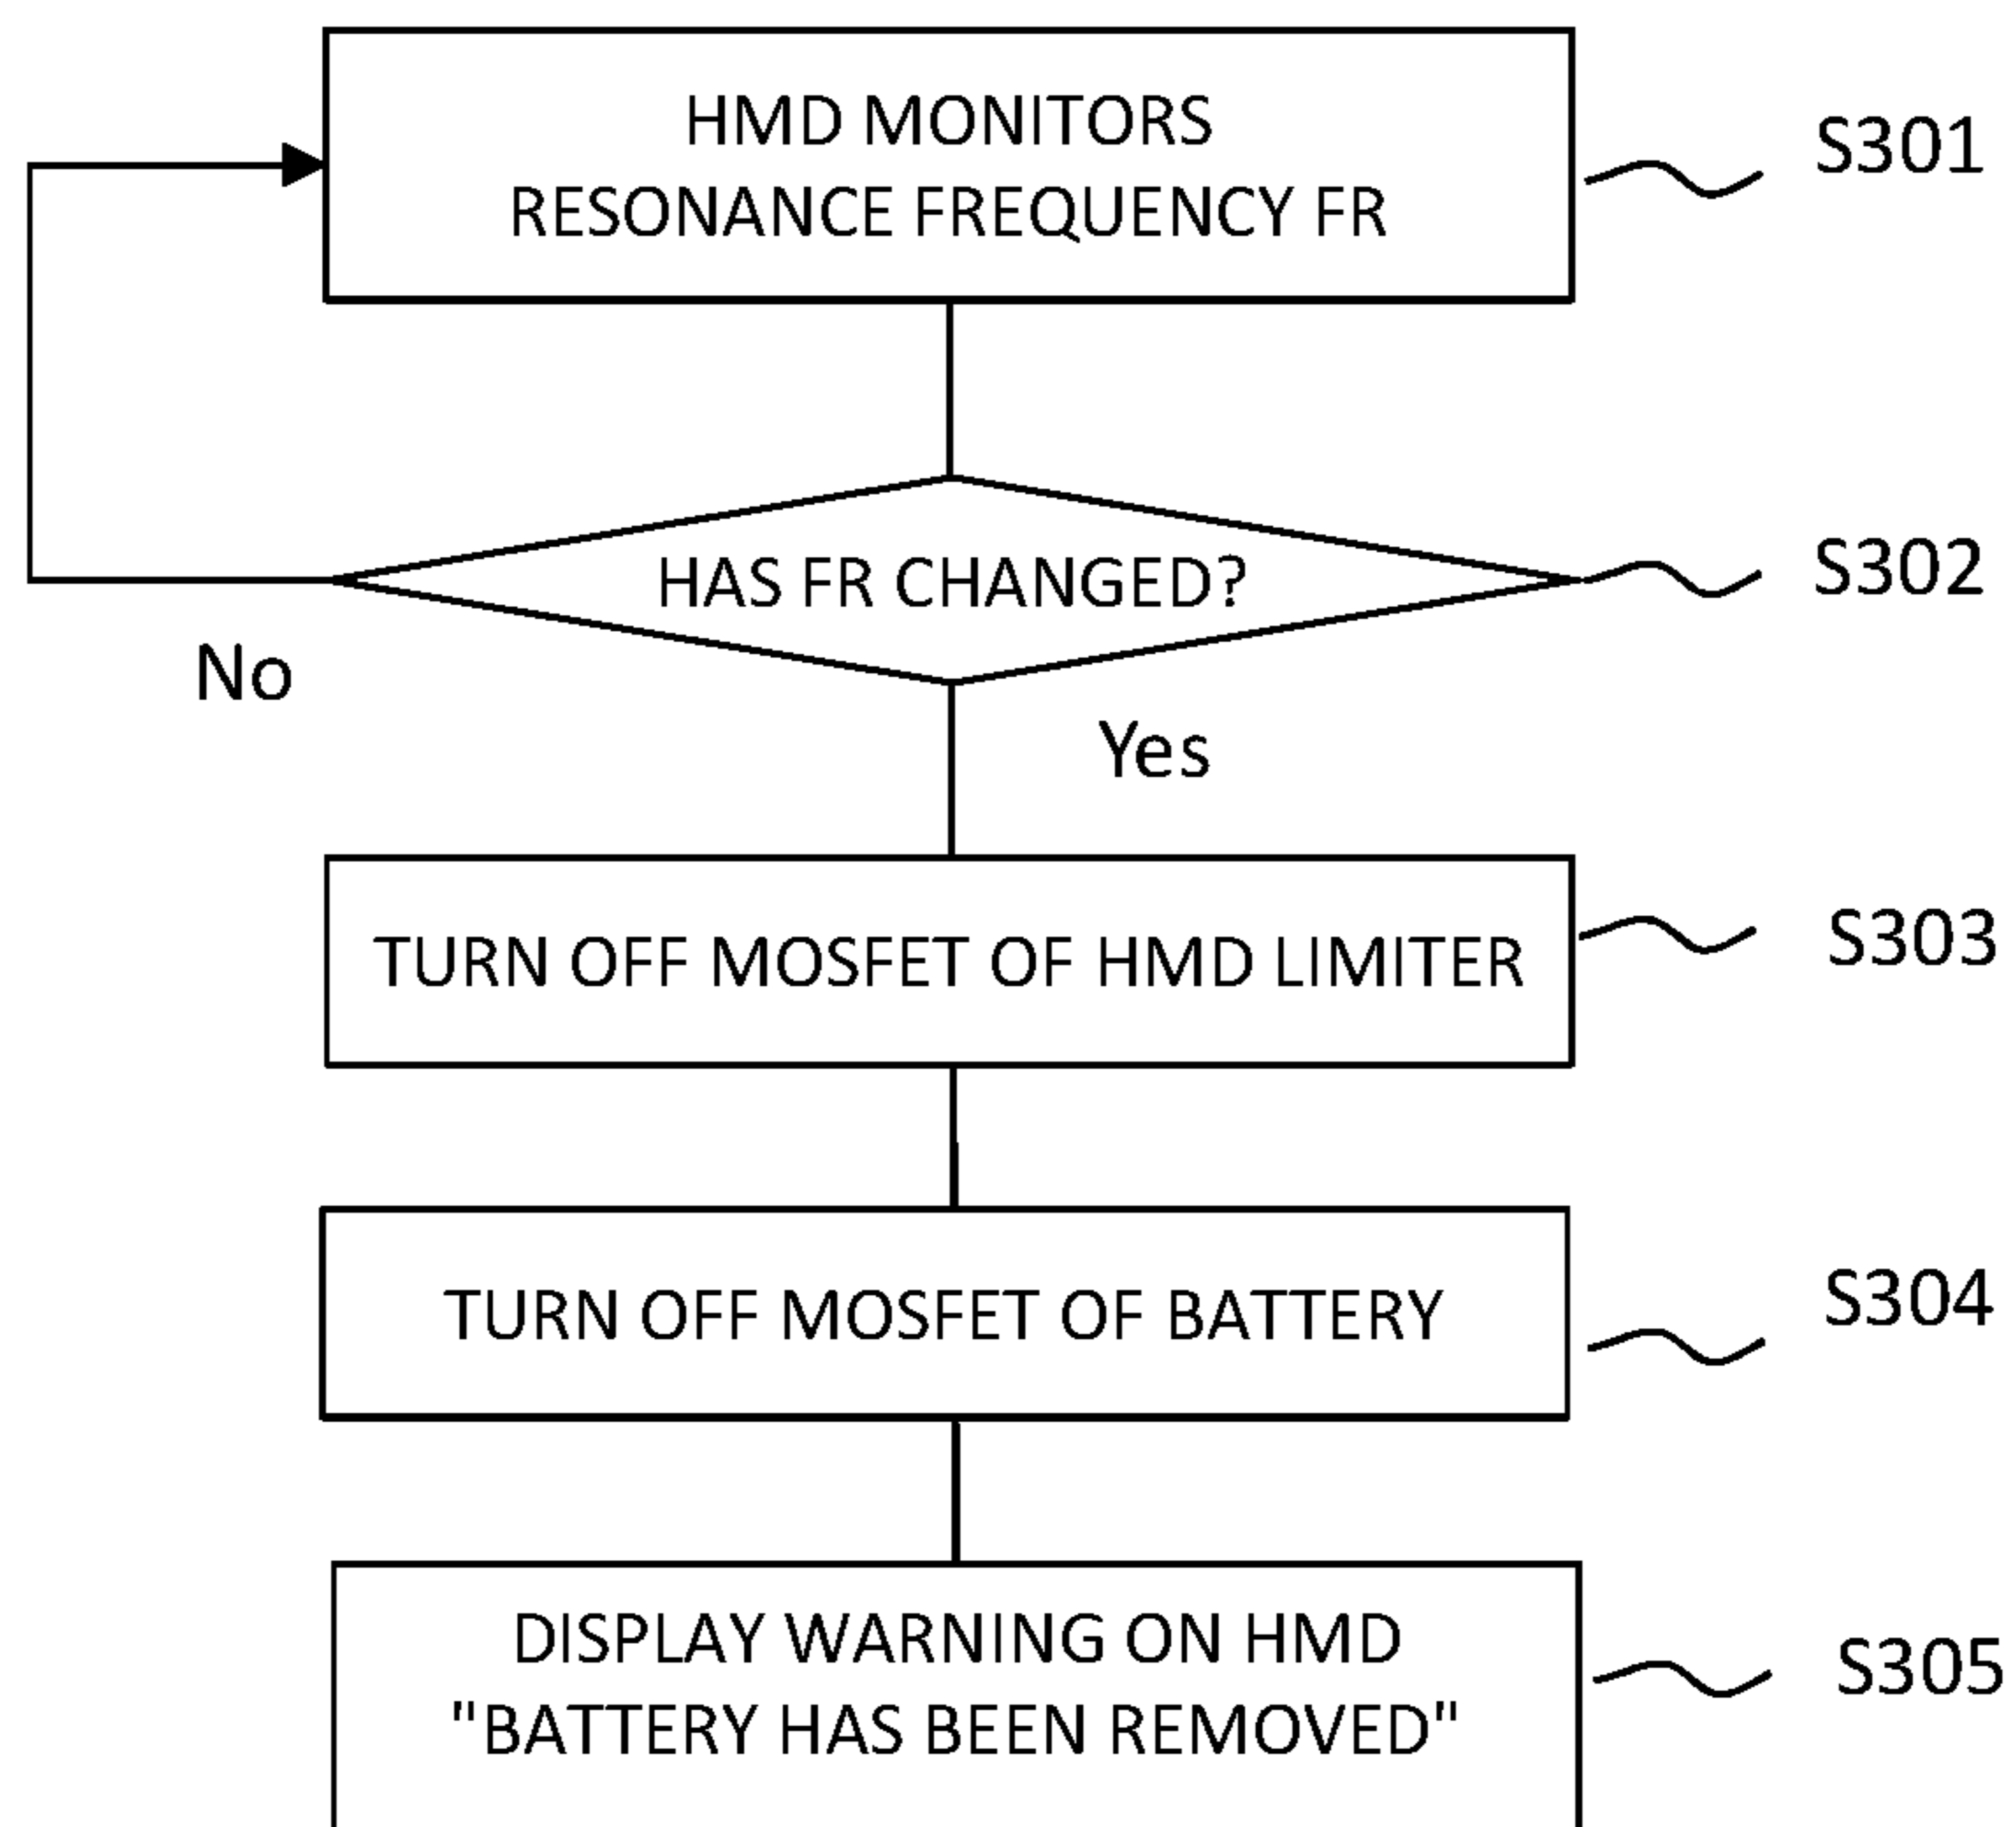 HMD MONITORS
RESONANCE FREQUENCY FR
S301
HAS FR CHANGED?
S302
No
Yes
TURN OFF MOSFET OF HMD LIMITER
S303
TURN OFF MOSFET OF BATTERY
S304
DISPLAY WARNING ON HMD
"BATTERY HAS BEEN REMOVED"
S305